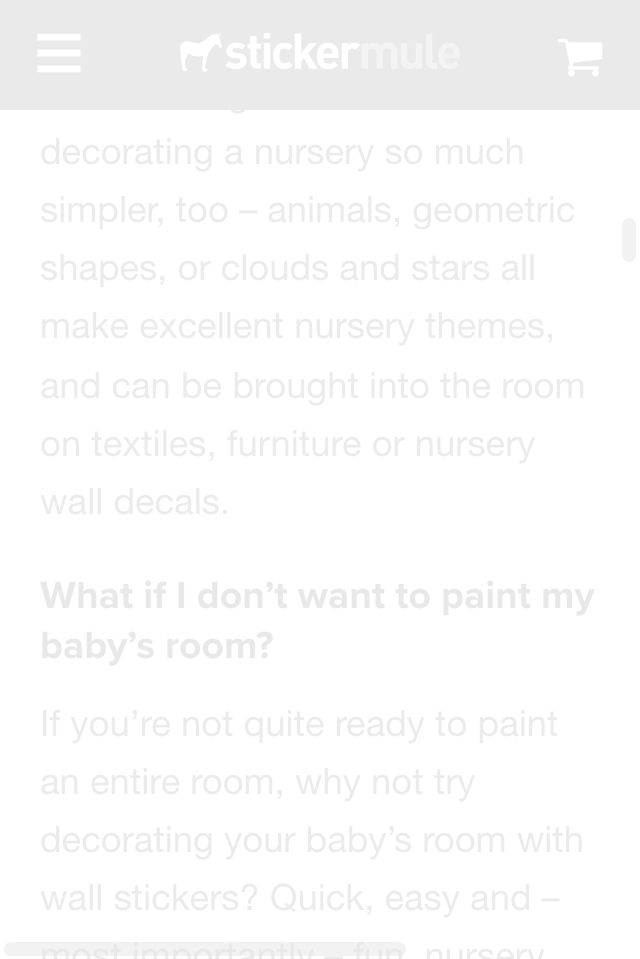 stickermule
decorating a nursery so much
simpler, too – animals, geometric
shapes, or clouds and stars all
make excellent nursery themes,
and can be brought into the room
on textiles, furniture or nursery
wall decals.
What if I don’t want to paint my
baby’s room?
If you’re not quite ready to paint
an entire room, why not try
decorating your baby’s room with
wall stickers? Quick, easy and –
most importantly – fun, nursery